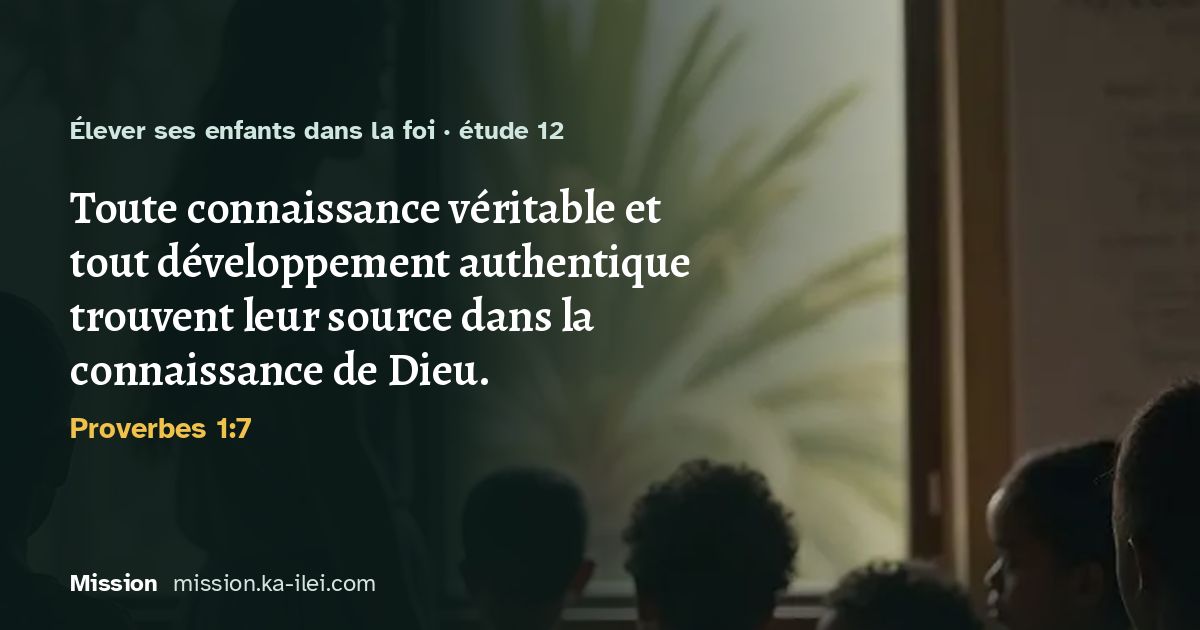 Élever ses enfants dans la foi · étude 12
Toute connaissance véritable et
tout développement authentique
trouvent leur source dans la
connaissance de Dieu.
Proverbes 1:7
Mission mission.ka-ilei.com